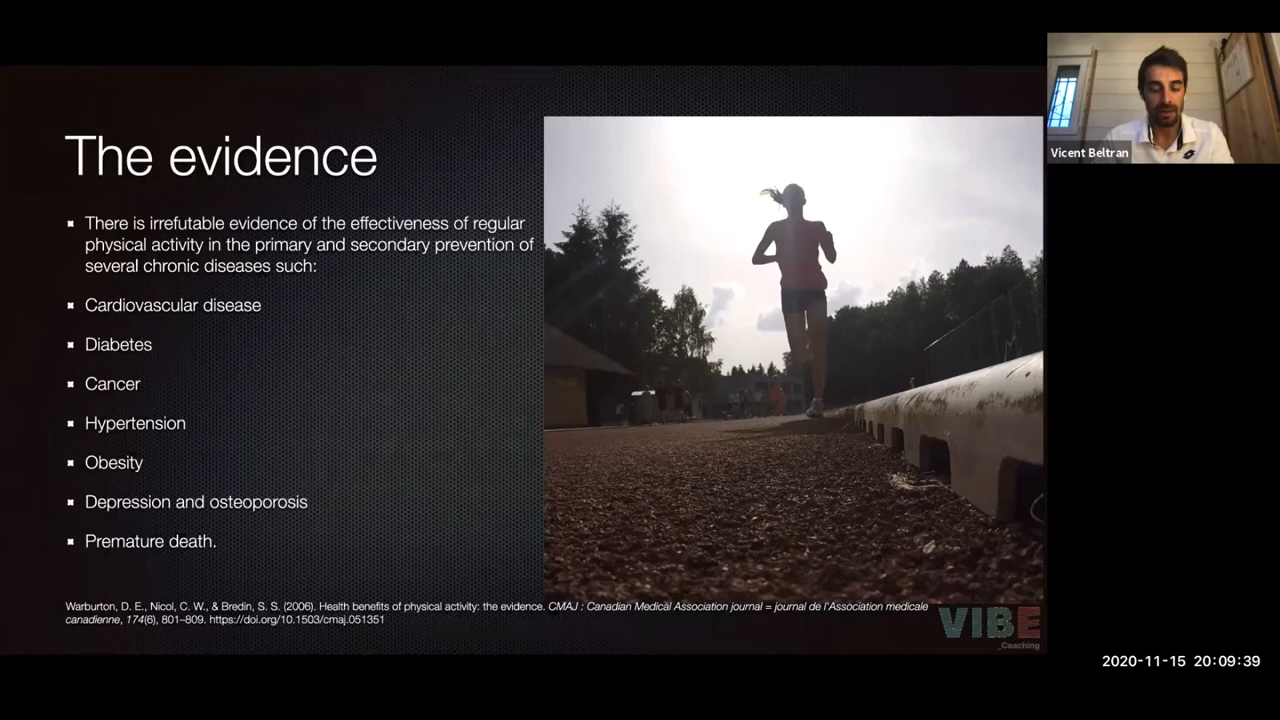 The evidence
There is irrefutable evidence of the effectiveness of regular
physical activity in the primary and secondary prevention of
several chronic diseases such:
Cardiovascular disease
Diabetes
Cancer
Hypertension
Obesity
Depression and osteoporosis
Premature death.
Warburton, D. E., Nicol, C. W., & Bredin, S. S. (2006). Health benefits of physical activity: the evidence. CMAJ : Canadian Medical Association journal = journal de l'Association medicale
canadienne, 174(6), 801–809. https://doi.org/10.1503/cmaj.051351
VIBE
_Coaching
Vicent Beltran
2020-11-15 20:09:39